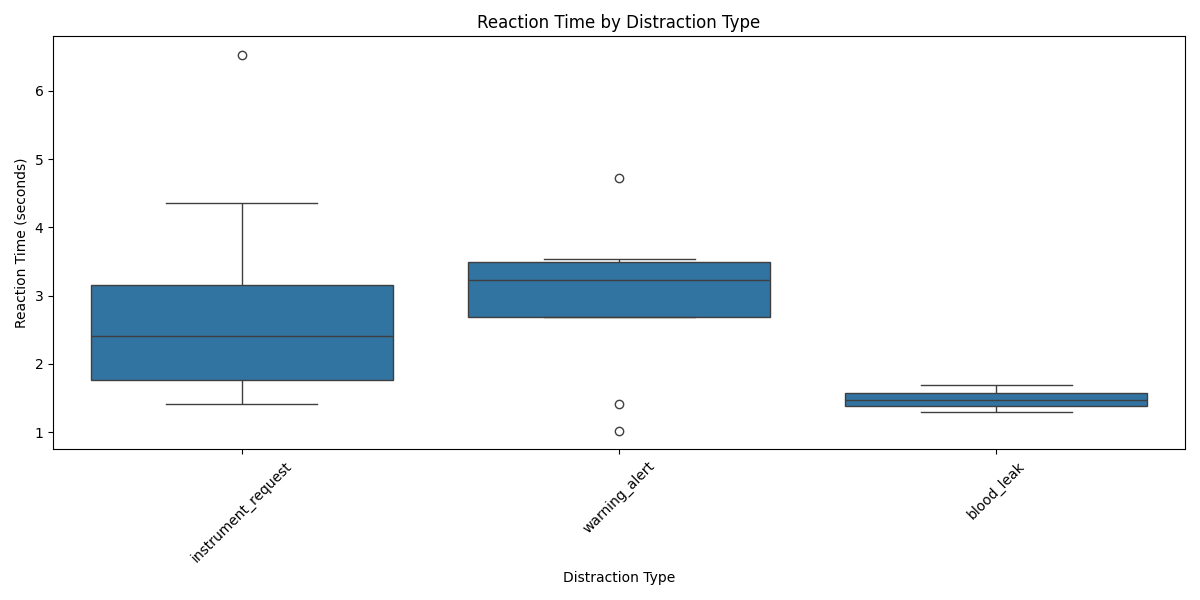 Reaction Time by Distraction Type
Reaction Time (seconds)
6
5
4
3
2
1
instrument_request
warning_alert
blood_leak
Distraction Type